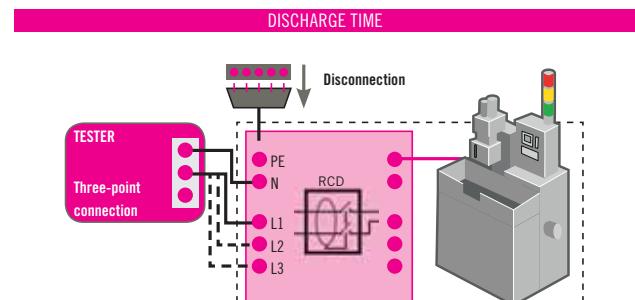 DISCHARGE TIME
Disconnection
TESTER
Three-point
connection
PE
N
RCD
L1
L2
L3